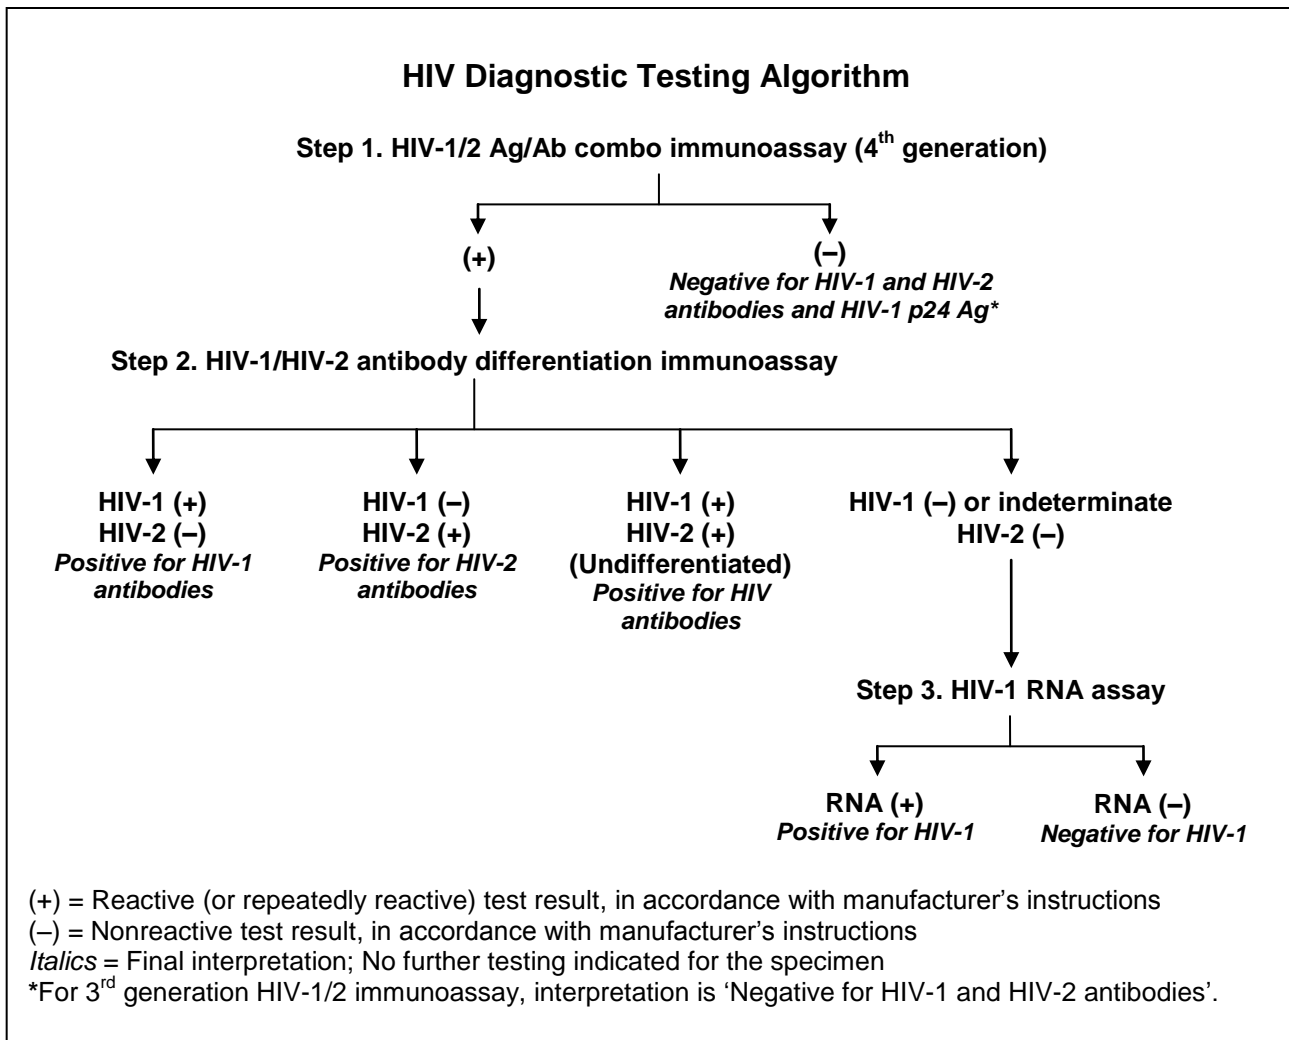 HIV Diagnostic Testing Algorithm
Step 1. HIV-1/2 Ag/Ab combo immunoassay (4th generation)
(+)
(–)
Negative for HIV-1 and HIV-2
antibodies and HIV-1 p24 Ag*
Step 2. HIV-1/HIV-2 antibody differentiation immunoassay
HIV-1 (+)
HIV-2 (–)
Positive for HIV-1
antibodies
HIV-1 (–)
HIV-2 (+)
Positive for HIV-2
antibodies
HIV-1 (+)
HIV-2 (+)
(Undifferentiated)
Positive for HIV
antibodies
HIV-1 (–) or indeterminate
HIV-2 (–)
Step 3. HIV-1 RNA assay
RNA (+)
Positive for HIV-1
RNA (–)
Negative for HIV-1
(+) = Reactive (or repeatedly reactive) test result, in accordance with manufacturer’s instructions
(–) = Nonreactive test result, in accordance with manufacturer’s instructions
Italics = Final interpretation; No further testing indicated for the specimen
*For 3rd generation HIV-1/2 immunoassay, interpretation is ‘Negative for HIV-1 and HIV-2 antibodies’.